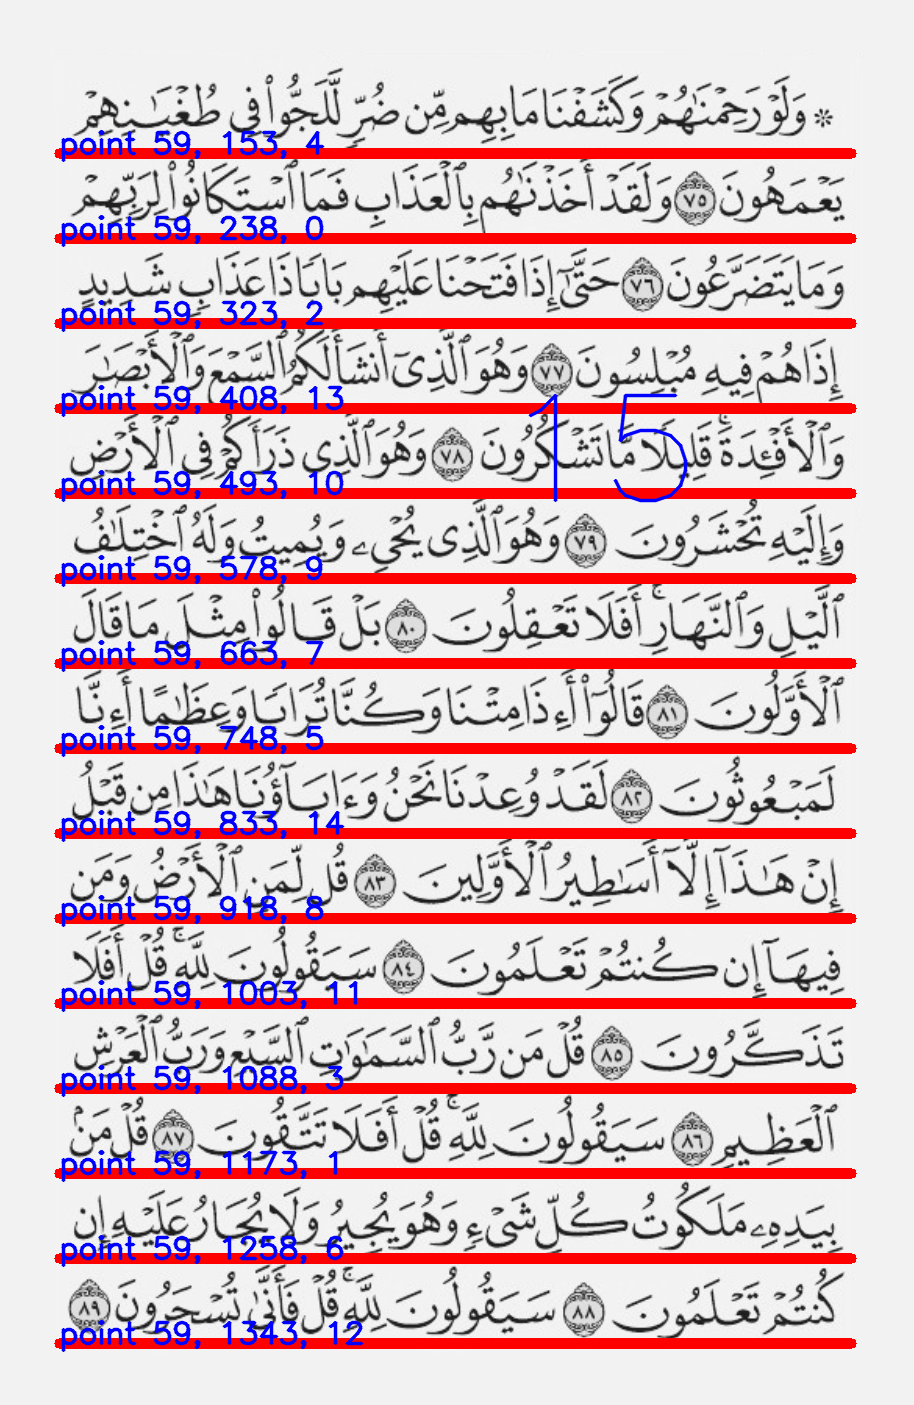 ۞ وَلَوْ رَحِمْنَٰهُمْ وَكَشَفْنَا مَا بِهِم مِّن ضُرٍّ لَّلَجُّوا۟ فِى طُغْيَٰنِهِمْ
point 59, 153, 4
يَعْمَهُونَ ٧٥ وَلَقَدْ أَخَذْنَٰهُم بِٱلْعَذَابِ فَمَا ٱسْتَكَانُوا۟ لِرَبِّهِمْ
point 59, 238, 0
وَمَا يَتَضَرَّعُونَ ٧٦ حَتَّىٰٓ إِذَا فَتَحْنَا عَلَيْهِم بَابًا ذَا عَذَابٍ شَدِيدٍ
point 59, 323, 2
إِذَا هُمْ فِيهِ مُبْلِسُونَ ٧٧ وَهُوَ ٱلَّذِىٓ أَنشَأَ لَكُمُ ٱلسَّمْعَ وَٱلْأَبْصَٰرَ
point 59, 408, 13
وَٱلْأَفْـِٔدَةَ ۚ قَلِيلًا مَّا تَشْكُرُونَ ٧٨ وَهُوَ ٱلَّذِى ذَرَأَكُمْ فِى ٱلْأَرْضِ
15
point 59, 493, 10
وَإِلَيْهِ تُحْشَرُونَ ٧٩ وَهُوَ ٱلَّذِى يُحْىِۦ وَيُمِيتُ وَلَهُ ٱخْتِلَٰفُ
point 59, 578, 9
ٱلَّيْلِ وَٱلنَّهَارِ ۚ أَفَلَا تَعْقِلُونَ ٨٠ بَلْ قَالُوا۟ مِثْلَ مَا قَالَ
point 59, 663, 7
ٱلْأَوَّلُونَ ٨١ قَالُوٓا۟ أَءِذَا مِتْنَا وَكُنَّا تُرَابًا وَعِظَٰمًا أَءِنَّا
point 59, 748, 5
لَمَبْعُوثُونَ ٨٢ لَقَدْ وُعِدْنَا نَحْنُ وَءَابَآؤُنَا هَٰذَا مِن قَبْلُ
point 59, 833, 14
إِنْ هَٰذَآ إِلَّآ أَسَٰطِيرُ ٱلْأَوَّلِينَ ٨٣ قُل لِّمَنِ ٱلْأَرْضُ وَمَن
point 59, 918, 8
فِيهَآ إِن كُنتُمْ تَعْلَمُونَ ٨٤ سَيَقُولُونَ لِلَّهِ ۚ قُلْ أَفَلَا
point 59, 1003, 11
تَذَكَّرُونَ ٨٥ قُلْ مَن رَّبُّ ٱلسَّمَٰوَٰتِ ٱلسَّبْعِ وَرَبُّ ٱلْعَرْشِ
point 59, 1088, 3
ٱلْعَظِيمِ ٨٦ سَيَقُولُونَ لِلَّهِ ۚ قُلْ أَفَلَا تَتَّقُونَ ٨٧ قُلْ مَنۢ
point 59, 1173, 1
بِيَدِهِۦ مَلَكُوتُ كُلِّ شَىْءٍ وَهُوَ يُجِيرُ وَلَا يُجَارُ عَلَيْهِ إِن
point 59, 1258, 6
كُنتُمْ تَعْلَمُونَ ٨٨ سَيَقُولُونَ لِلَّهِ ۚ قُلْ فَأَنَّىٰ تُسْحَرُونَ ٨٩
point 59, 1343, 12